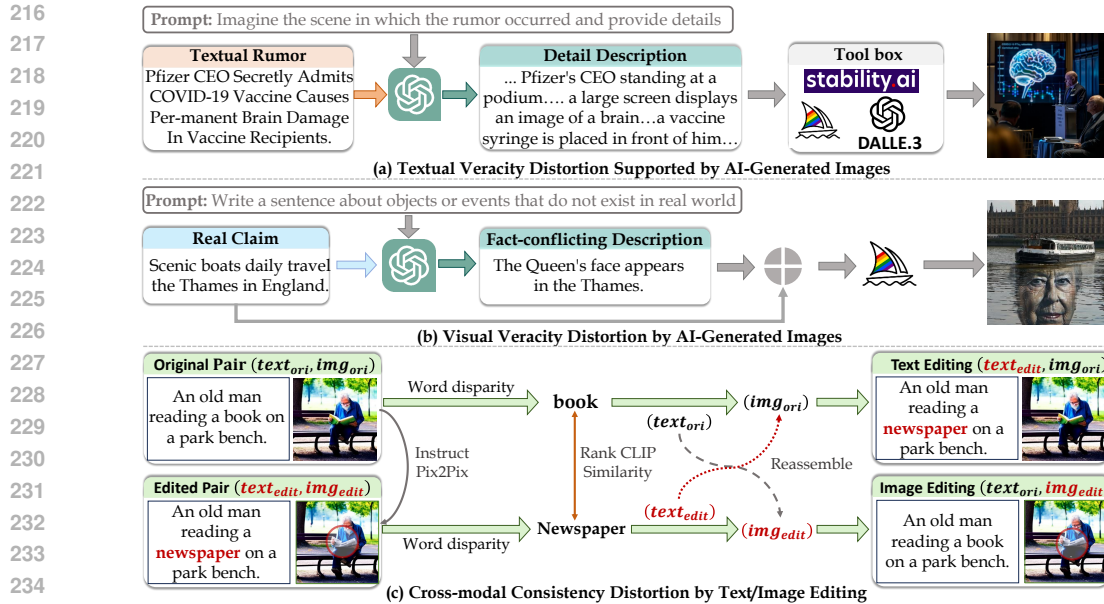 216
217
218
219
220
221
222
223
224
225
226
227
228
229
230
231
232
233
234
Prompt: Imagine the scene in which the rumor occurred and provide details
Textual Rumor
Pfizer CEO Secretly Admits
COVID-19 Vaccine Causes
Per-manent Brain Damage
In Vaccine Recipients.
Detail Description
... Pfizer's CEO standing at a
podium.... a large screen displays
an image of a brain...a vaccine
syringe is placed in front of him...
Tool box
stability.ai
DALLE.3
(a) Textual Veracity Distortion Supported by AI-Generated Images
Prompt: Write a sentence about objects or events that do not exist in real world
Real Claim
Scenic boats daily travel
the Thames in England.
Fact-conflicting Description
The Queen's face appears
in the Thames.
(b) Visual Veracity Distortion by AI-Generated Images
Original Pair (text_ori, img_ori)
An old man
reading a book on
a park bench.
Word disparity
book
(img_ori)
(text_ori)
Text Editing (text_edit, img_ori)
An old man
reading a
newspaper on a
park bench.
Instruct
Pix2Pix
Rank CLIP
Similarity
Reassemble
Edited Pair (text_edit, img_edit)
An old man
reading a
newspaper on a
park bench.
Word disparity
Newspaper
(text_edit)
(img_edit)
Image Editing (text_ori, img_edit)
An old man
reading a book
on a park bench.
(c) Cross-modal Consistency Distortion by Text/Image Editing